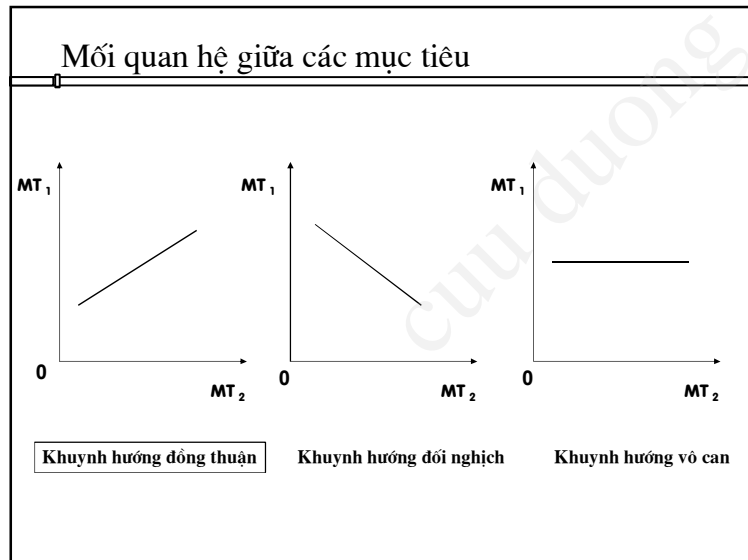 Mối quan hệ giữa các mục tiêu
MT 1
0
MT 2
MT 1
0
MT 2
MT 1
0
MT 2
Khuynh hướng đồng thuận
Khuynh hướng đối nghịch
Khuynh hướng vô can
cuu duong